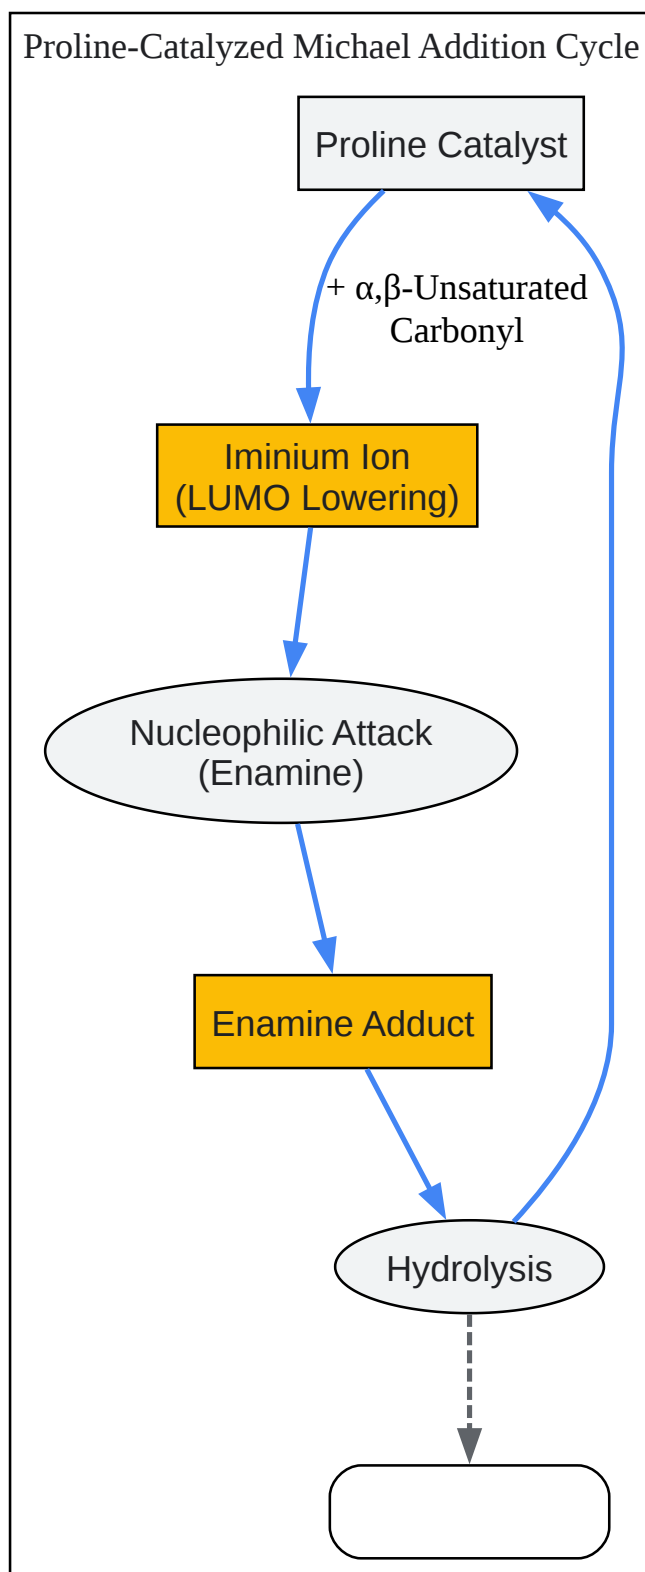 Proline-Catalyzed Michael Addition Cycle
Proline Catalyst
+ α,β-Unsaturated
Carbonyl
Iminium Ion
(LUMO Lowering)
Nucleophilic Attack
(Enamine)
Enamine Adduct
Hydrolysis